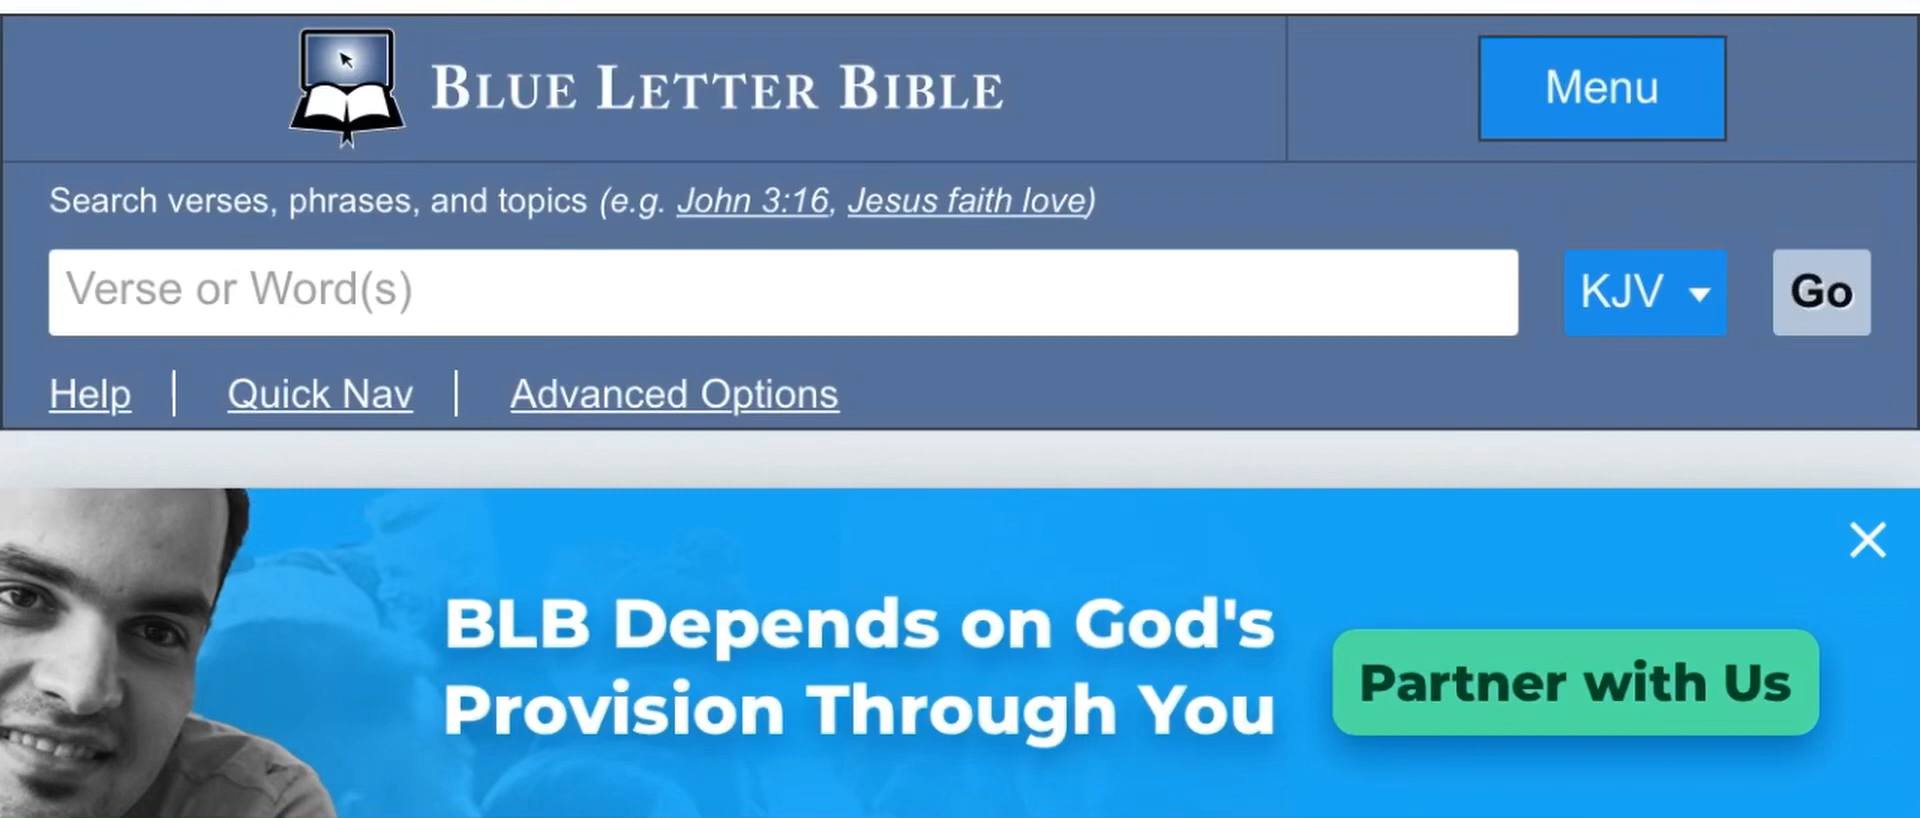 BLUE LETTER BIBLE
Menu
Search verses, phrases, and topics (e.g. John 3:16, Jesus faith love)
Verse or Word(s)
KJV
Go
Help
Quick Nav
Advanced Options
BLB Depends on God's
Provision Through You
Partner with Us